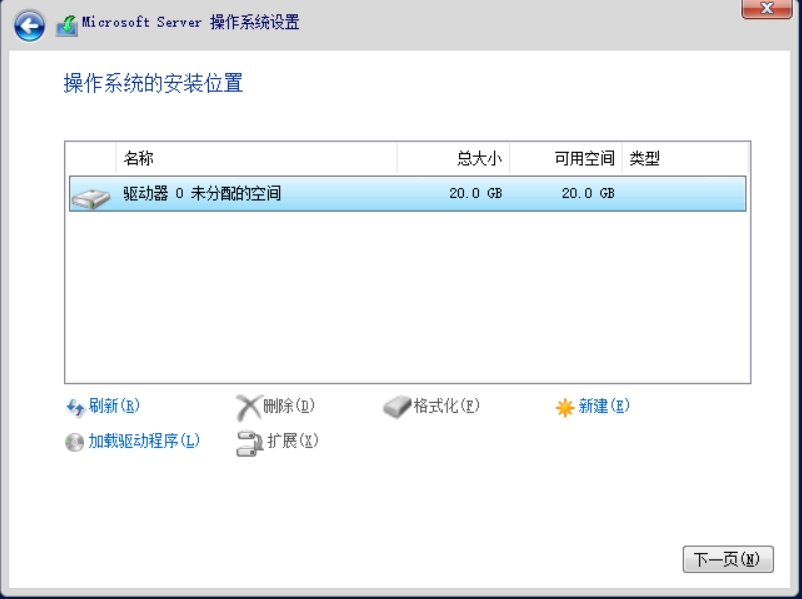 Microsoft Server 操作系统设置
操作系统的安装位置
名称 总大小 可用空间 类型
驱动器 0 未分配的空间 20.0 GB 20.0 GB
刷新(R) 删除(D) 格式化(F) 新建(E)
加载驱动程序(L) 扩展(X)
下一页(N)